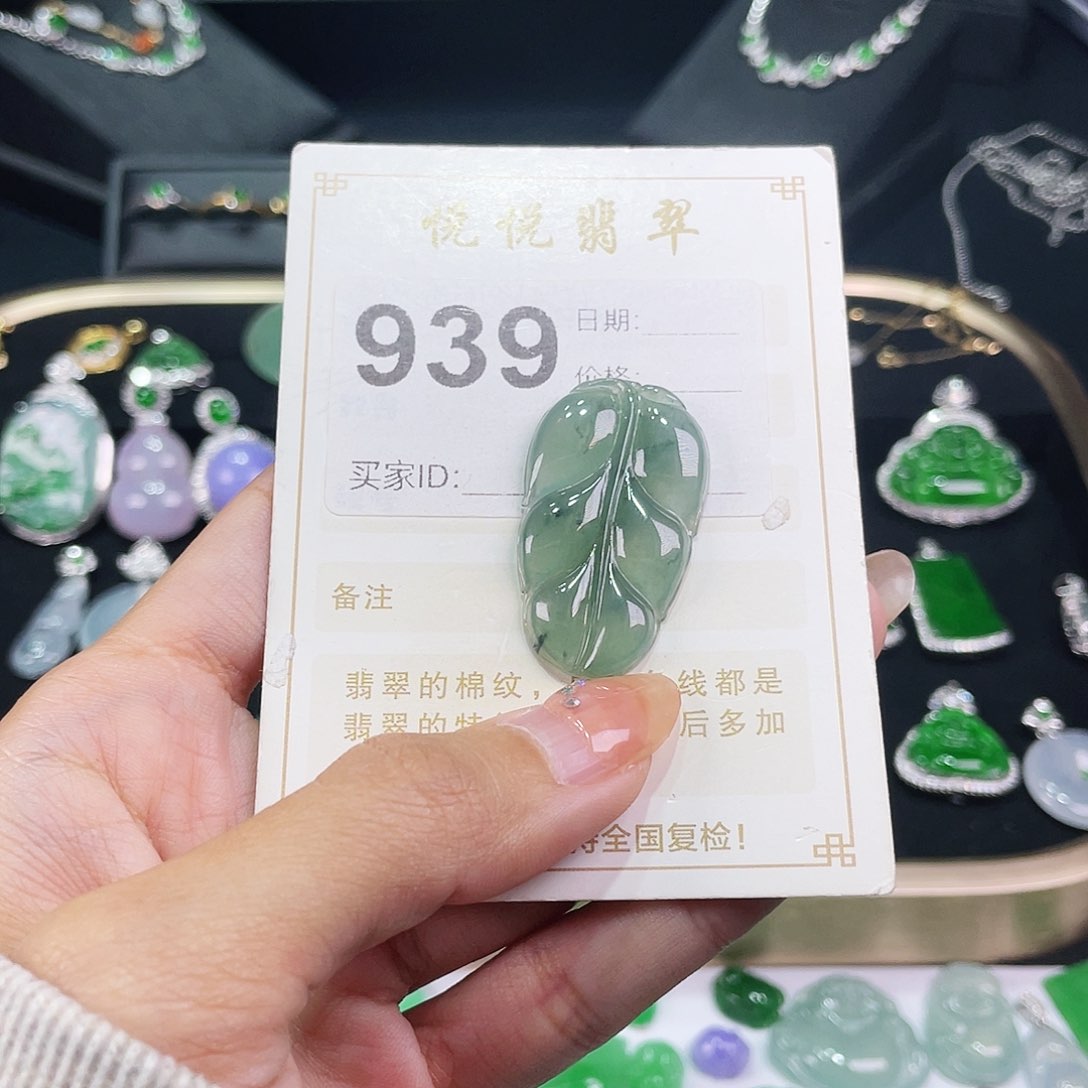 悦悦翡翠
939
日期:
价格:
买家ID:
备注
翡翠的棉纹,
线都是
翡翠的特
后多加
持全国复检!